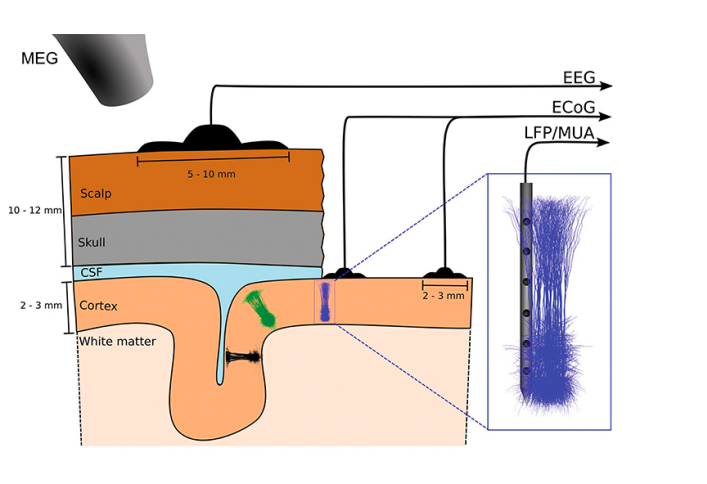 MEG
EEG
ECoG
LFP/MUA
5 - 10 mm
Scalp
10 - 12 mm
Skull
CSF
2 - 3 mm
Cortex
2 - 3 mm
White matter